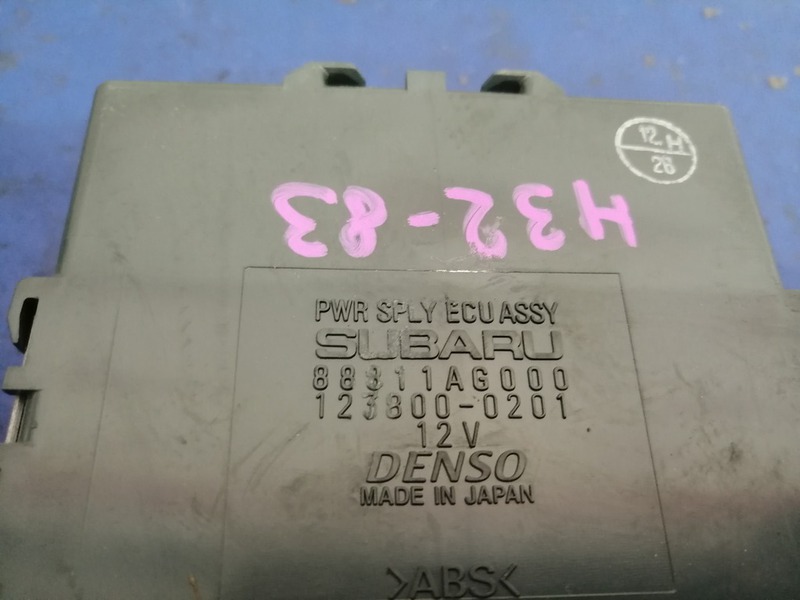 12.H
28
H32-83
PWR SPLY ECU ASSY
SUBARU
88311AG000
123800-0201
12V
DENSO
MADE IN JAPAN
>ABS<